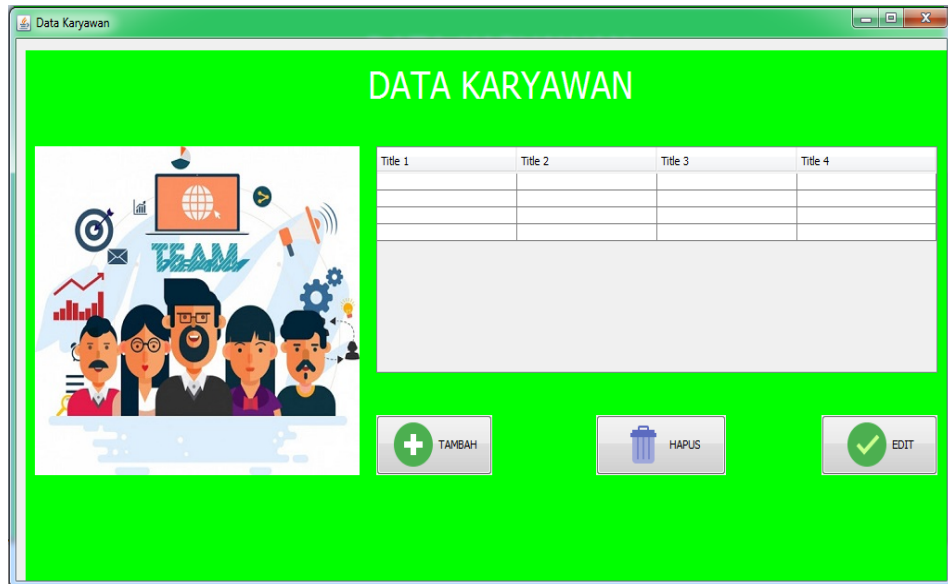 Data Karyawan
DATA KARYAWAN
TEAM
Title 1 Title 2 Title 3 Title 4
TAMBAH HAPUS EDIT